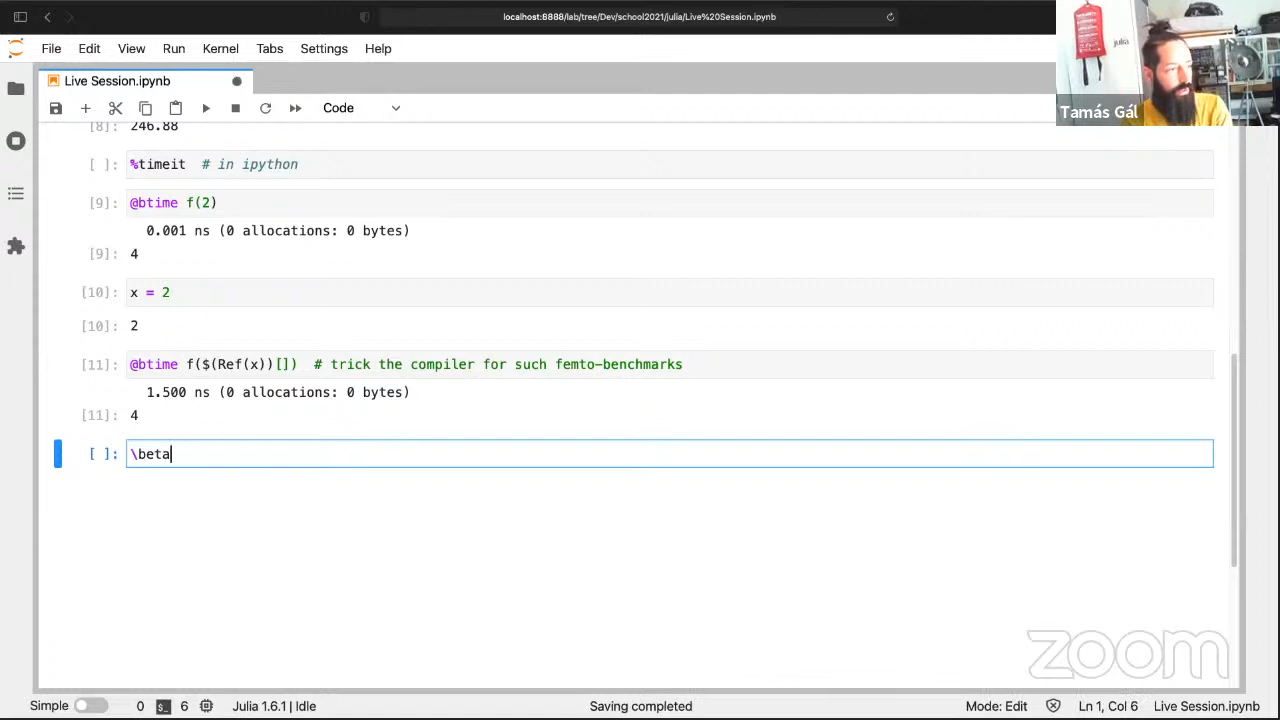 localhost:8888/lab/tree/Dev/school2021/julia/Live%20Session.ipynb
File Edit View Run Kernel Tabs Settings Help
julia
Tamás Gál
Live Session.ipynb
Code
[8]: 246.88
[ ]: %timeit # in ipython
[9]: @btime f(2)
0.001 ns (0 allocations: 0 bytes)
[9]: 4
[10]: x = 2
[10]: 2
[11]: @btime f($(Ref(x))[]) # trick the compiler for such femto-benchmarks
1.500 ns (0 allocations: 0 bytes)
[11]: 4
[ ]: \beta
zoom
Simple 0 $_ 6 Julia 1.6.1 | Idle Saving completed Mode: Edit Ln 1, Col 6 Live Session.ipynb